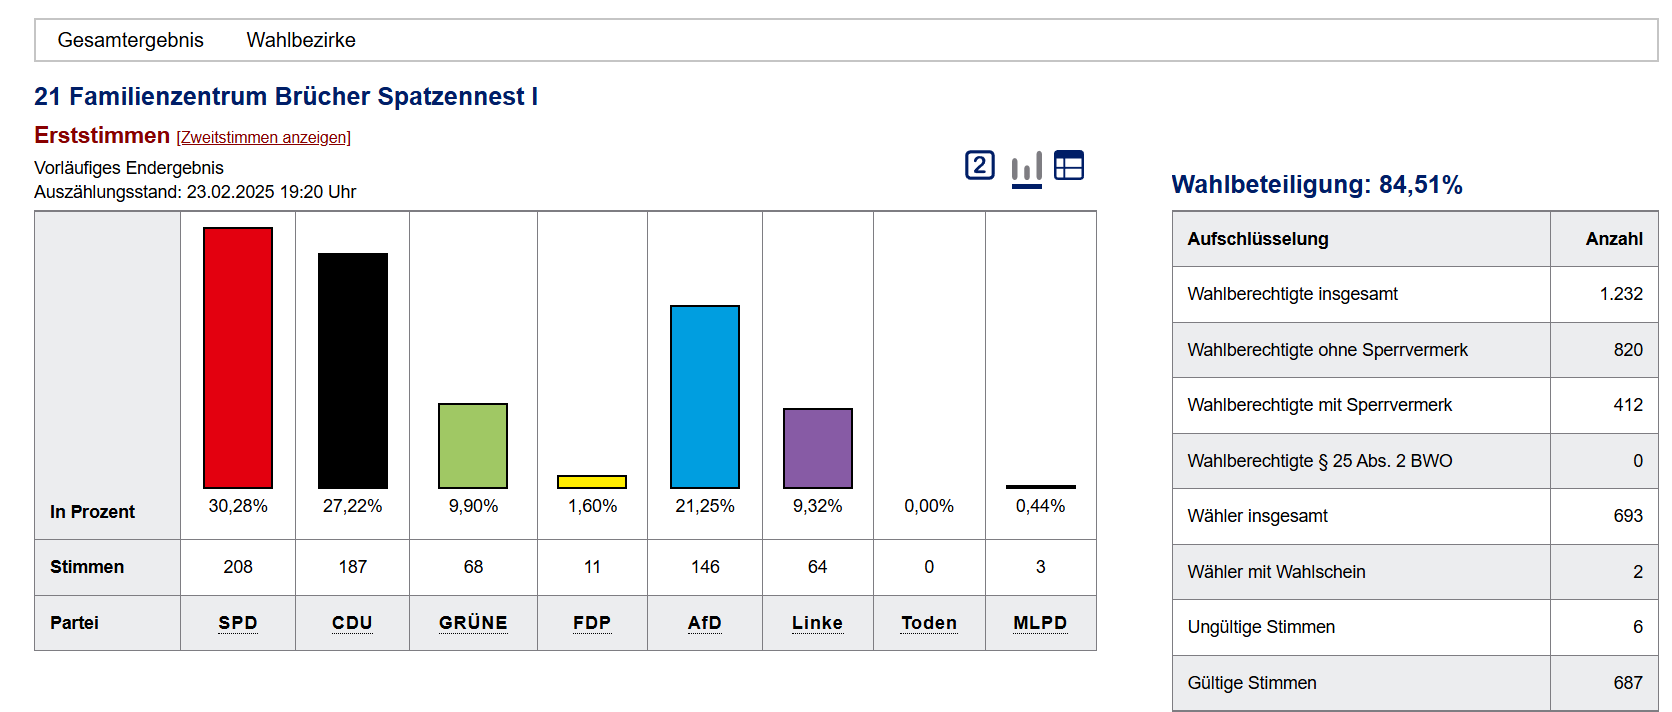 Gesamtergebnis Wahlbezirke
21 Familienzentrum Brücher Spatzennest I
Erststimmen [Zweitstimmen anzeigen]
Vorläufiges Endergebnis
Auszählungsstand: 23.02.2025 19:20 Uhr
2
In Prozent 30,28% 27,22% 9,90% 1,60% 21,25% 9,32% 0,00% 0,44%
Stimmen 208 187 68 11 146 64 0 3
Partei SPD CDU GRÜNE FDP AfD Linke Toden MLPD
Wahlbeteiligung: 84,51%
Aufschlüsselung Anzahl
Wahlberechtigte insgesamt 1.232
Wahlberechtigte ohne Sperrvermerk 820
Wahlberechtigte mit Sperrvermerk 412
Wahlberechtigte § 25 Abs. 2 BWO 0
Wähler insgesamt 693
Wähler mit Wahlschein 2
Ungültige Stimmen 6
Gültige Stimmen 687